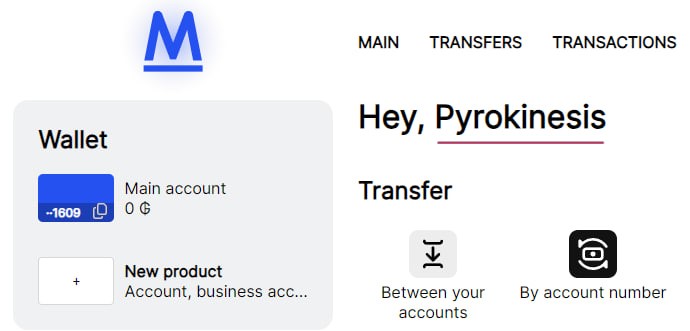 M
MAIN TRANSFERS TRANSACTIONS
Wallet
Main account
0 ₲
··1609
New product
Account, business acc...
+
Hey, Pyrokinesis
Transfer
Between your
accounts
By account number